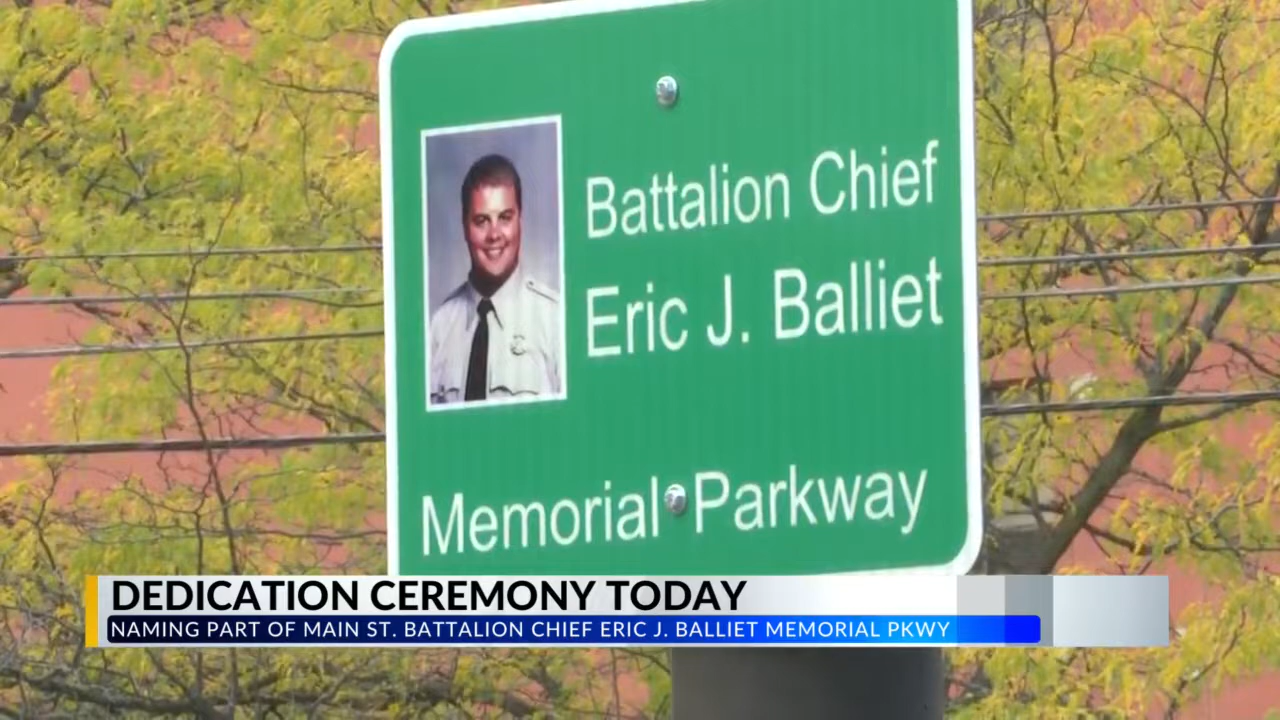 Battalion Chief
Eric J. Balliet
Memorial Parkway
DEDICATION CEREMONY TODAY
NAMING PART OF MAIN ST. BATTALION CHIEF ERIC J. BALLIET MEMORIAL PKWY